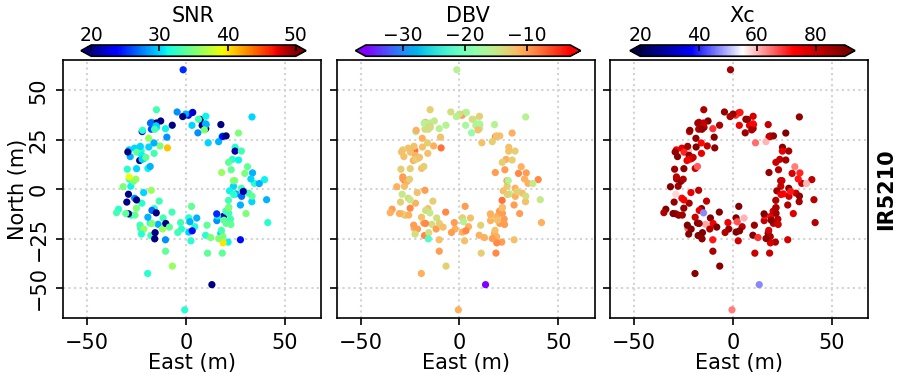 SNR DBV Xc
20 30 40 50 −30 −20 −10 20 40 60 80
50
25
0
−25
−50
North (m)
IR5210
−50 0 50 −50 0 50 −50 0 50
East (m) East (m) East (m)